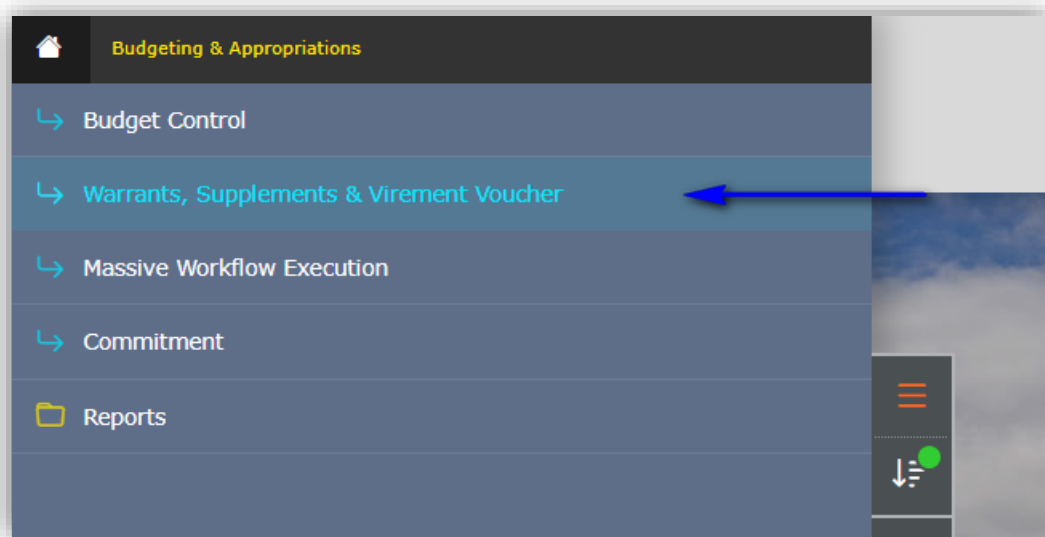 Budgeting & Appropriations
Budget Control
Warrants, Supplements & Virement Voucher
Massive Workflow Execution
Commitment
Reports